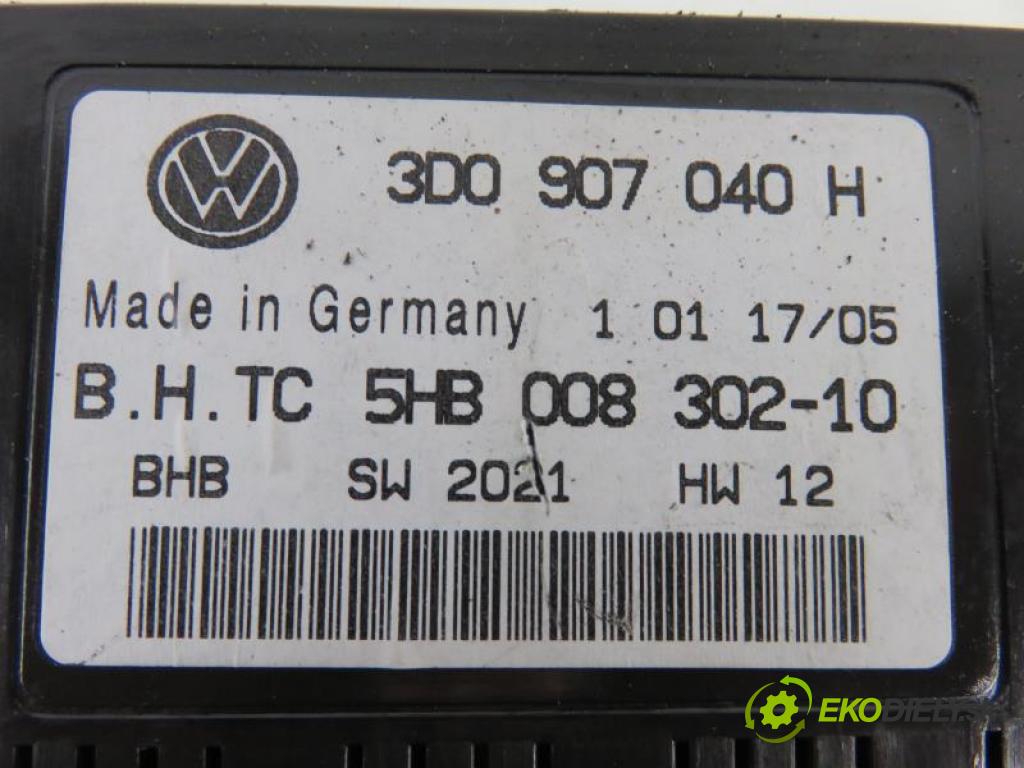 3D0 907 040 H
Made in Germany 1 01 17/05
B.H.TC 5HB 008 302-10
BHB SW 2021 HW 12
EKODIELY.SK